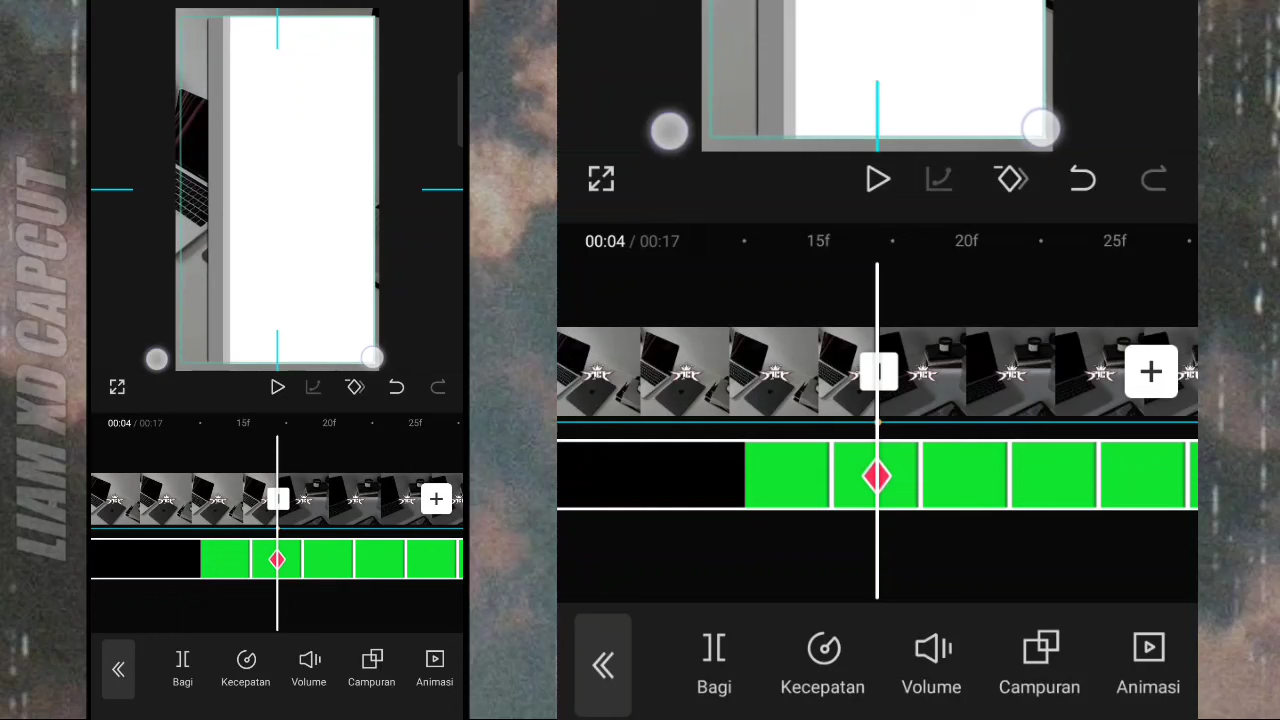 LIAM XD CAPCUT
00:04 / 00:17
15f
20f
25f
Bagi
Kecepatan
Volume
Campuran
Animasi
00:04 / 00:17
15f
20f
25f
Bagi
Kecepatan
Volume
Campuran
Animasi